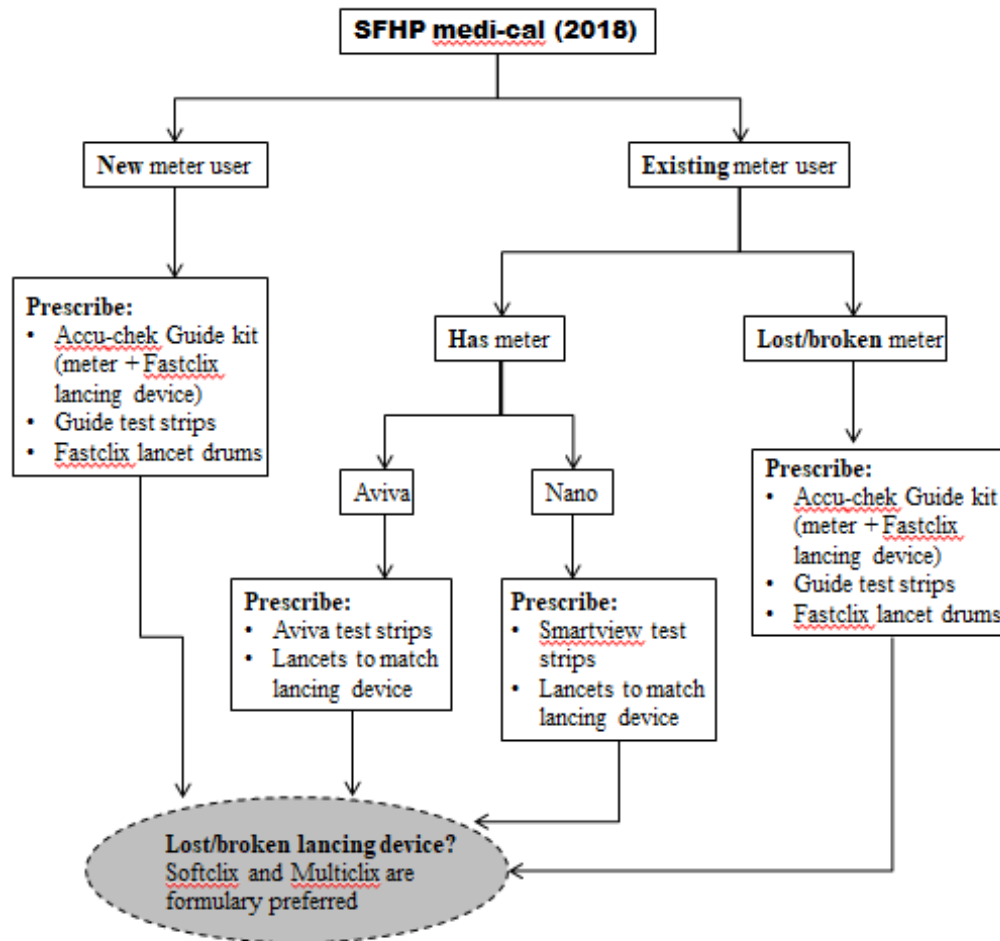 SFHP medi-cal (2018)
New meter user
Existing meter user
Prescribe:
• Accu-chek Guide kit
(meter + Fastclix
lancing device)
• Guide test strips
• Fastclix lancet drums
Has meter
Lost/broken meter
Aviva
Nano
Prescribe:
• Aviva test strips
• Lancets to match
lancing device
Prescribe:
• Smartview test
strips
• Lancets to match
lancing device
Prescribe:
• Accu-chek Guide kit
(meter + Fastclix
lancing device)
• Guide test strips
• Fastclix lancet drums
Lost/broken lancing device?
Softclix and Multiclix are
formulary preferred